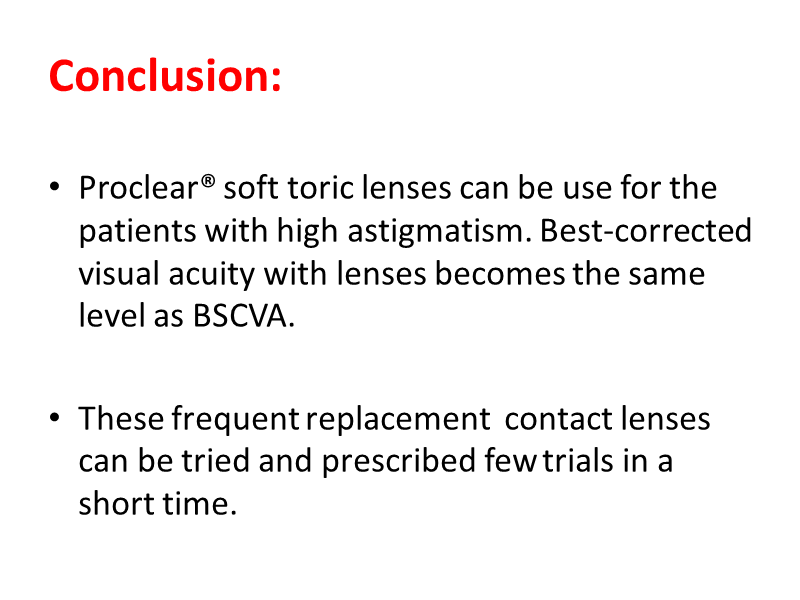 Conclusion:
• Proclear® soft toric lenses can be use for the
patients with high astigmatism. Best-corrected
visual acuity with lenses becomes the same
level as BSCVA.
• These frequent replacement contact lenses
can be tried and prescribed few trials in a
short time.